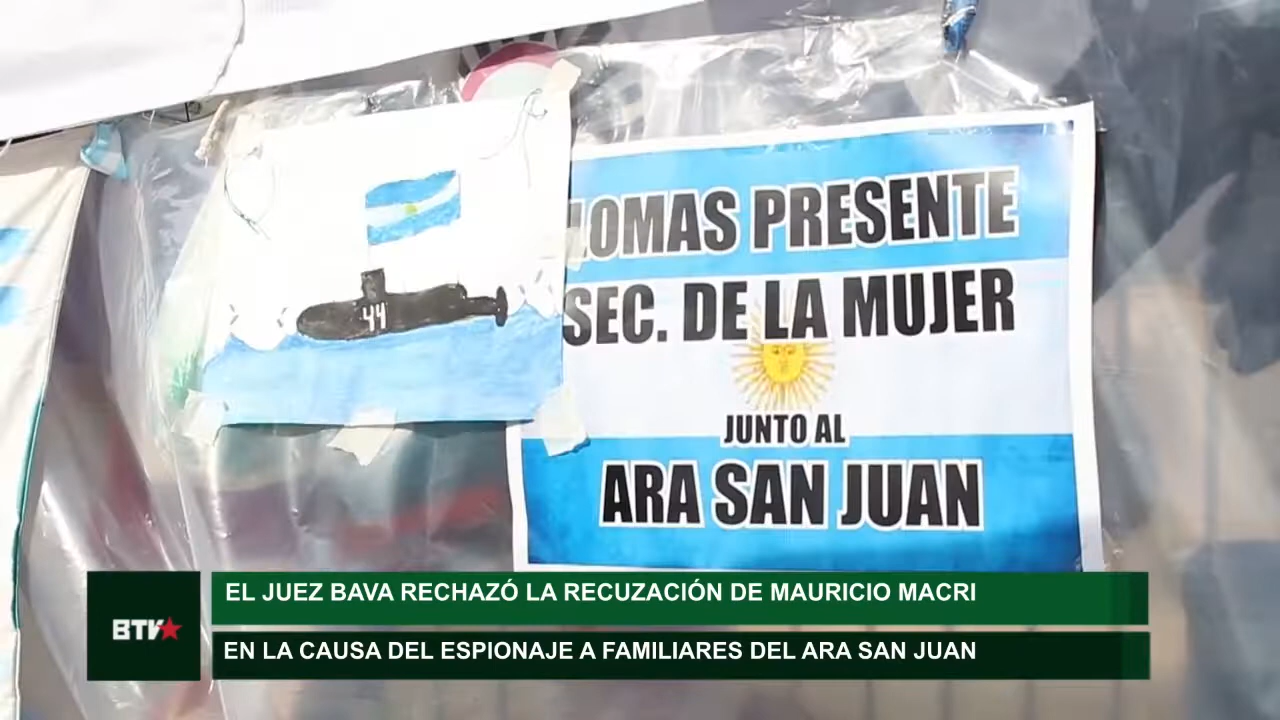 44
LOMAS PRESENTE
SEC. DE LA MUJER
JUNTO AL
ARA SAN JUAN
BTV
EL JUEZ BAVA RECHAZÓ LA RECUZACIÓN DE MAURICIO MACRI
EN LA CAUSA DEL ESPIONAJE A FAMILIARES DEL ARA SAN JUAN